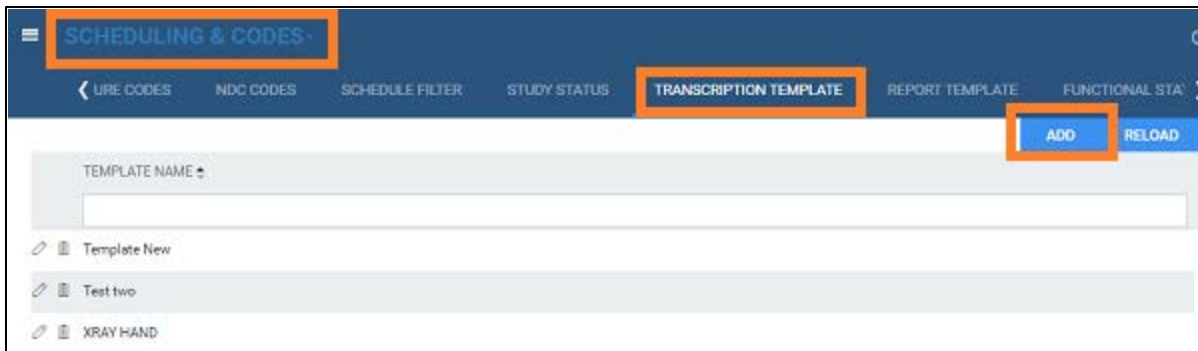 SCHEDULING & CODES
URE CODES NDC CODES SCHEDULE FILTER STUDY STATUS TRANSCRIPTION TEMPLATE REPORT TEMPLATE FUNCTIONAL STA
ADD RELOAD
TEMPLATE NAME
Template New
Test two
XRAY HAND